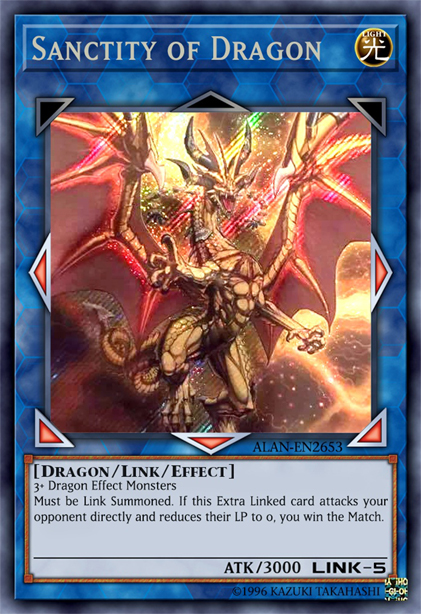 SANCTITY OF DRAGON
LIGHT
光
ALAN-EN2653
[DRAGON/LINK/EFFECT]
3+ Dragon Effect Monsters
Must be Link Summoned. If this Extra Linked card attacks your
opponent directly and reduces their LP to 0, you win the Match.
ATK/3000 LINK-5
©1996 KAZUKI TAKAHASHI